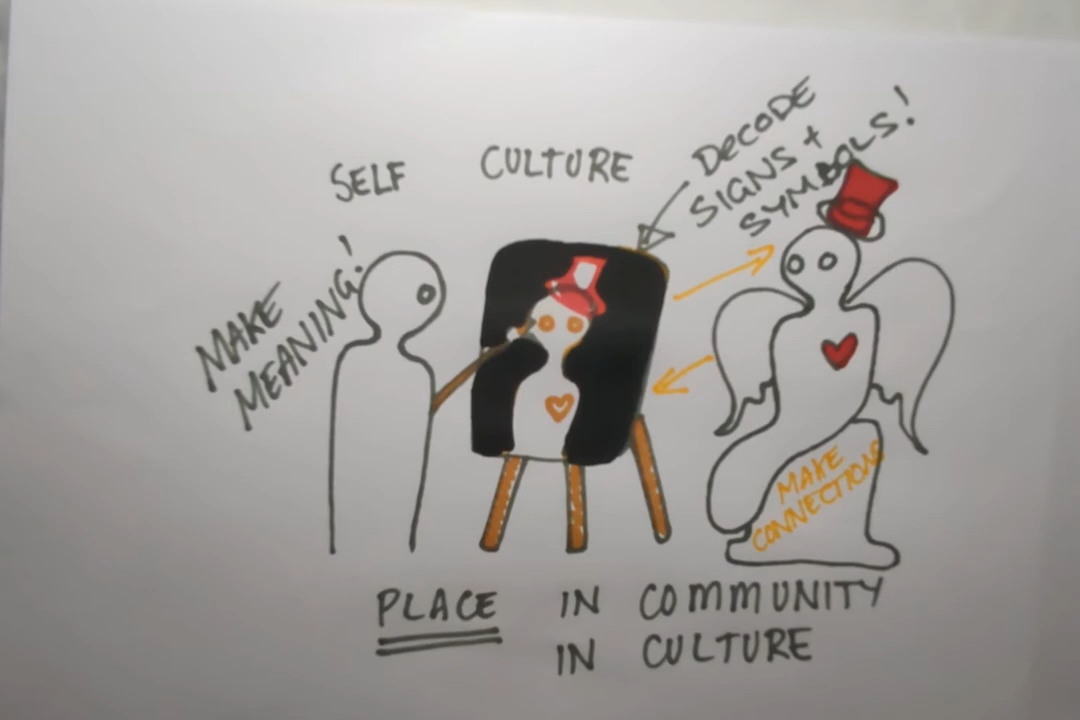 SELF
CULTURE
DeCODE
SIGNS +
SYMBOLS!
MAKE
MEANING!
MAKE
CONNECTIONS
PLACE IN COMMUNITY
IN CULTURE